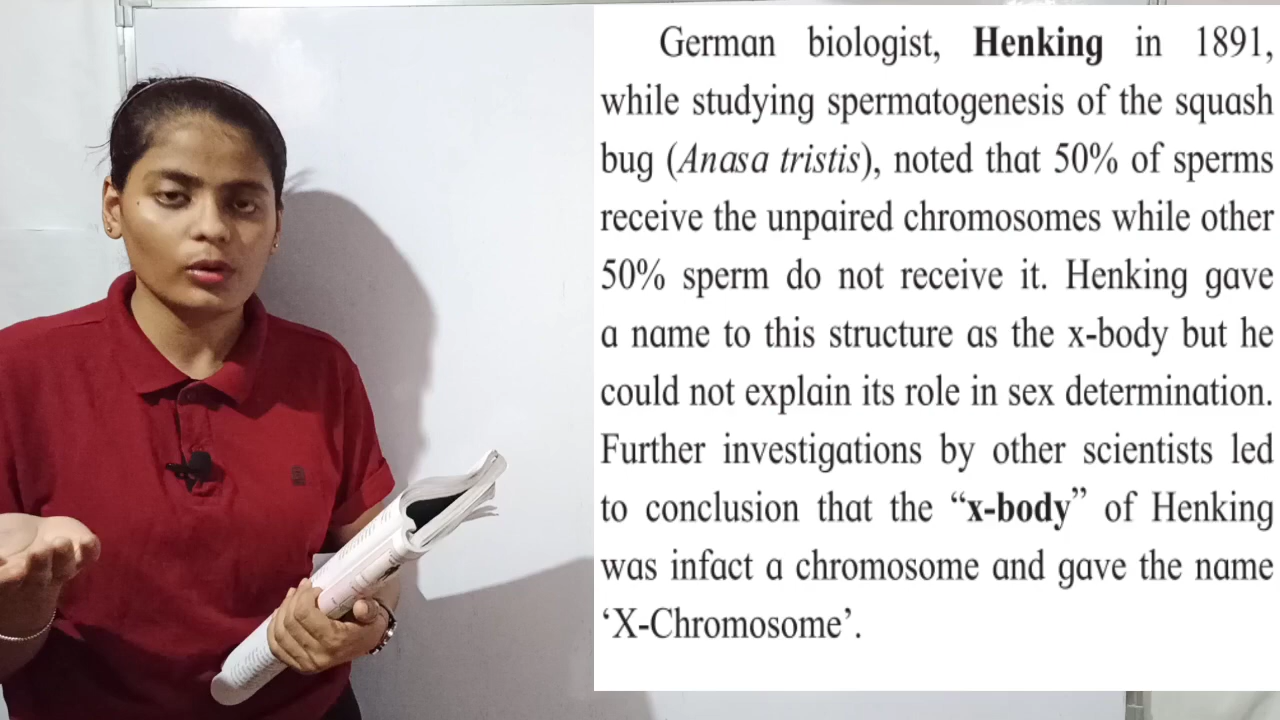 German biologist, Henking in 1891,
while studying spermatogenesis of the squash
bug (Anasa tristis), noted that 50% of sperms
receive the unpaired chromosomes while other
50% sperm do not receive it. Henking gave
a name to this structure as the x-body but he
could not explain its role in sex determination.
Further investigations by other scientists led
to conclusion that the “x-body” of Henking
was infact a chromosome and gave the name
‘X-Chromosome’.